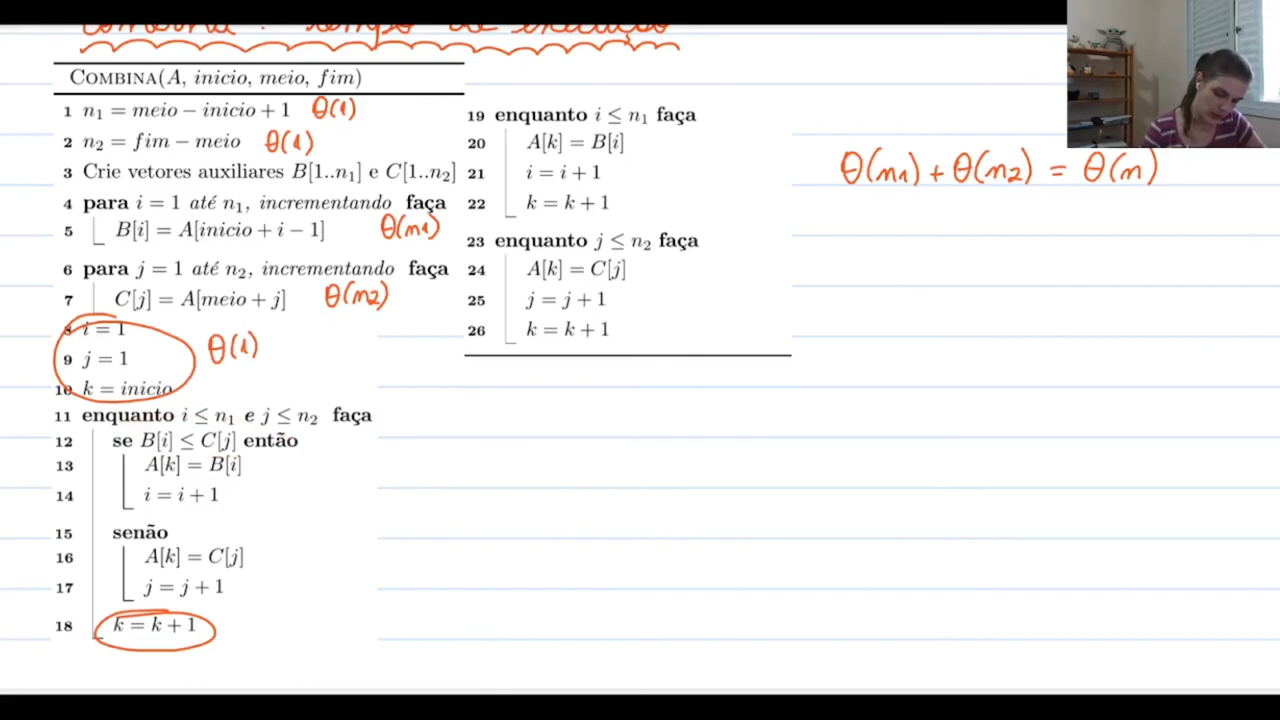 Combina: tempo de execução
COMBINA(A, inicio, meio, fim)
1 n₁ = meio − inicio + 1 Θ(1)
2 n₂ = fim − meio Θ(1)
3 Crie vetores auxiliares B[1..n₁] e C[1..n₂]
4 para i = 1 até n₁, incrementando faça
5 B[i] = A[inicio + i − 1] Θ(n1)
6 para j = 1 até n₂, incrementando faça
7 C[j] = A[meio + j] Θ(n2)
8 i = 1
9 j = 1 Θ(1)
10 k = inicio
11 enquanto i ≤ n₁ e j ≤ n₂ faça
12 se B[i] ≤ C[j] então
13 A[k] = B[i]
14 i = i + 1
15 senão
16 A[k] = C[j]
17 j = j + 1
18 k = k + 1
19 enquanto i ≤ n₁ faça
20 A[k] = B[i]
21 i = i + 1
22 k = k + 1
23 enquanto j ≤ n₂ faça
24 A[k] = C[j]
25 j = j + 1
26 k = k + 1
Θ(n1) + Θ(n2) = Θ(n)